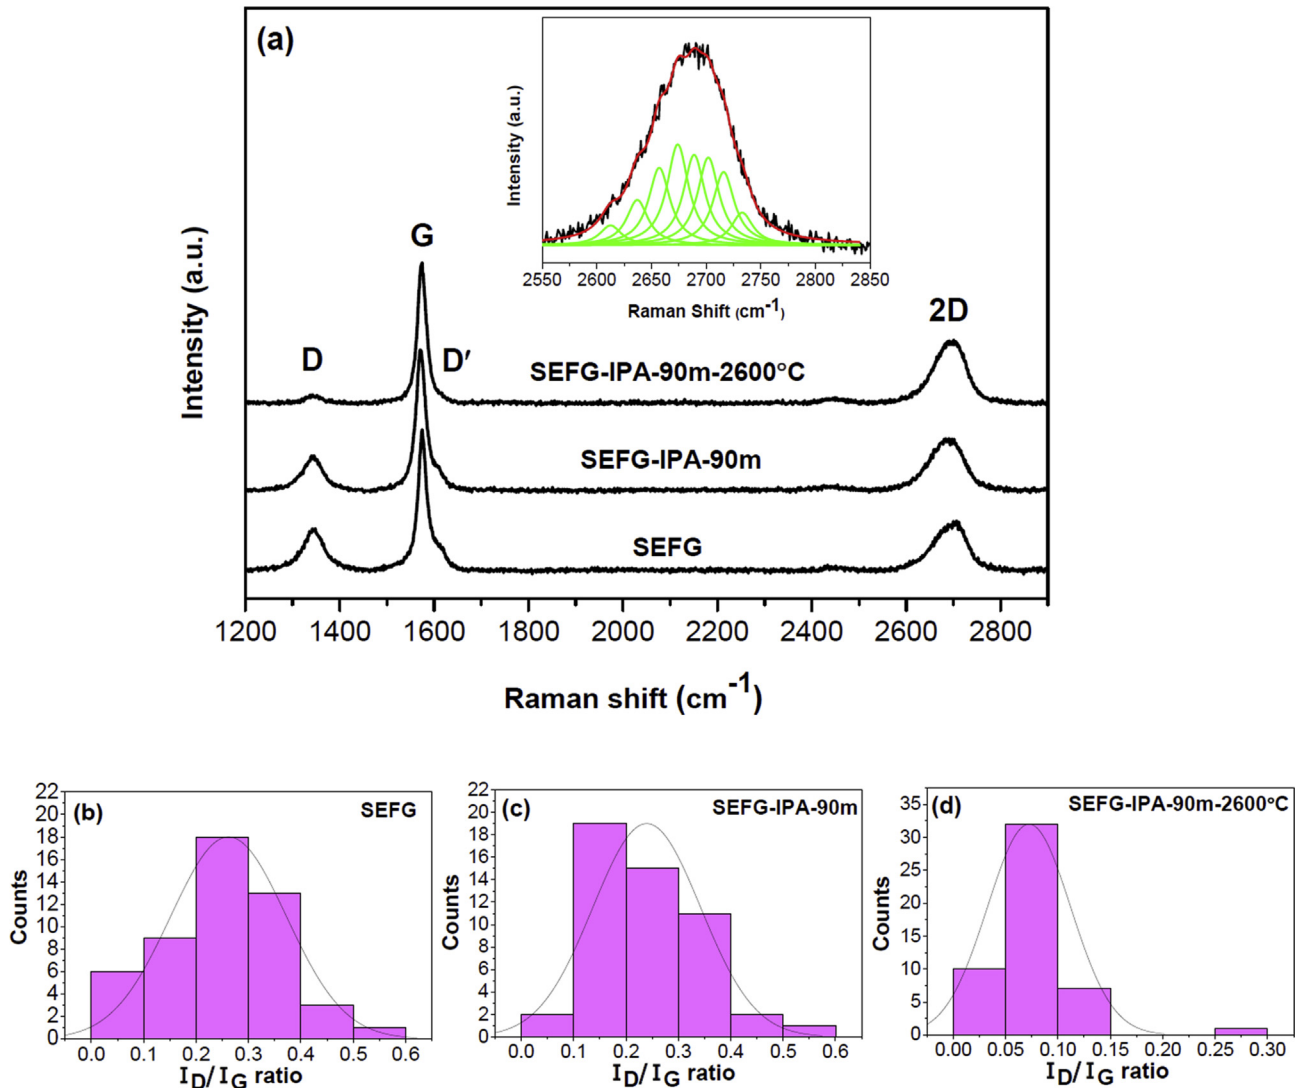 (a)
Intensity (a.u.)
Intensity (a.u.)
2550 2600 2650 2700 2750 2800 2850
Raman Shift (cm-1)
G
D
D′
2D
SEFG-IPA-90m-2600°C
SEFG-IPA-90m
SEFG
1200 1400 1600 1800 2000 2200 2400 2600 2800
Raman shift (cm-1)
(b)
SEFG
Counts
22
20
18
16
14
12
10
8
6
4
2
0
0.0 0.1 0.2 0.3 0.4 0.5 0.6
ID/ IG ratio
(c)
SEFG-IPA-90m
Counts
22
20
18
16
14
12
10
8
6
4
2
0
0.0 0.1 0.2 0.3 0.4 0.5 0.6
ID/ IG ratio
(d)
SEFG-IPA-90m-2600°C
Counts
35
30
25
20
15
10
5
0
0.00 0.05 0.10 0.15 0.20 0.25 0.30
ID/ IG ratio